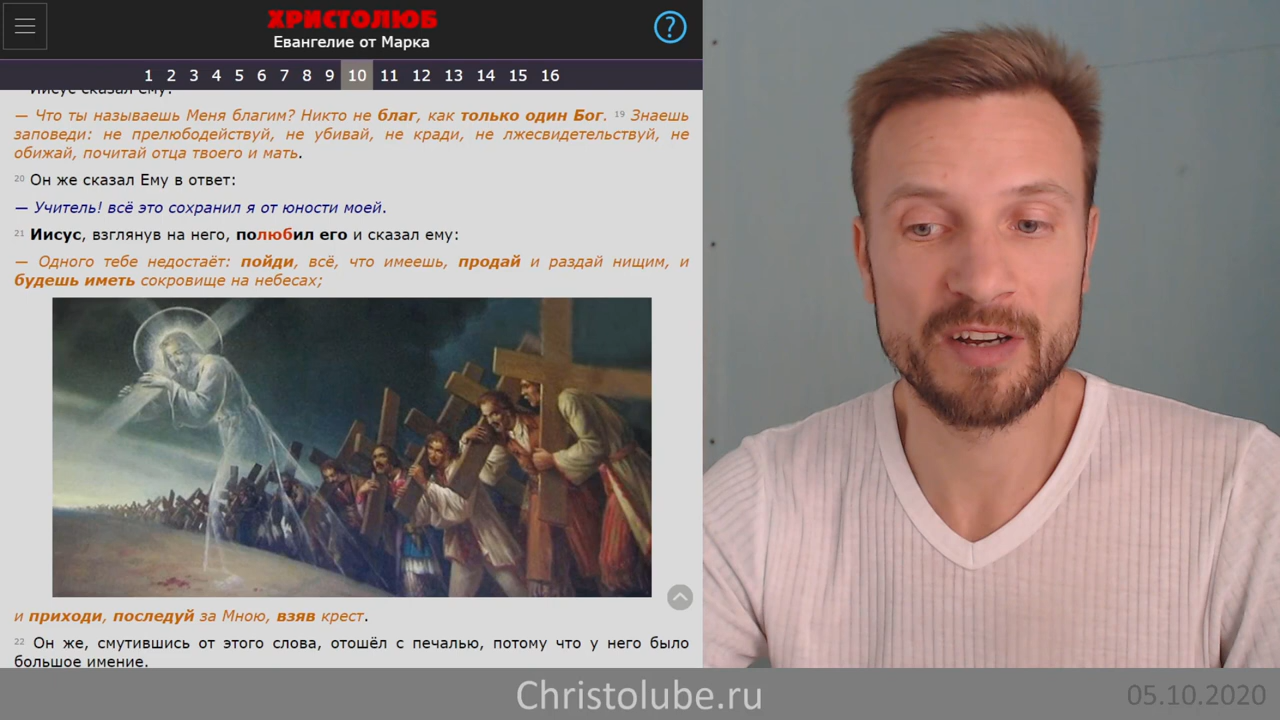 ХРИСТОЛЮБ
Евангелие от Марка
?
1 2 3 4 5 6 7 8 9 10 11 12 13 14 15 16
Иисус сказал ему:
— Что ты называешь Меня благим? Никто не благ, как только один Бог. 19 Знаешь
заповеди: не прелюбодействуй, не убивай, не кради, не лжесвидетельствуй, не
обижай, почитай отца твоего и мать.
20 Он же сказал Ему в ответ:
— Учитель! всё это сохранил я от юности моей.
21 Иисус, взглянув на него, полюбил его и сказал ему:
— Одного тебе недостаёт: пойди, всё, что имеешь, продай и раздай нищим, и
будешь иметь сокровище на небесах;
и приходи, последуй за Мною, взяв крест.
22 Он же, смутившись от этого слова, отошёл с печалью, потому что у него было
большое имение.
Christolube.ru
05.10.2020